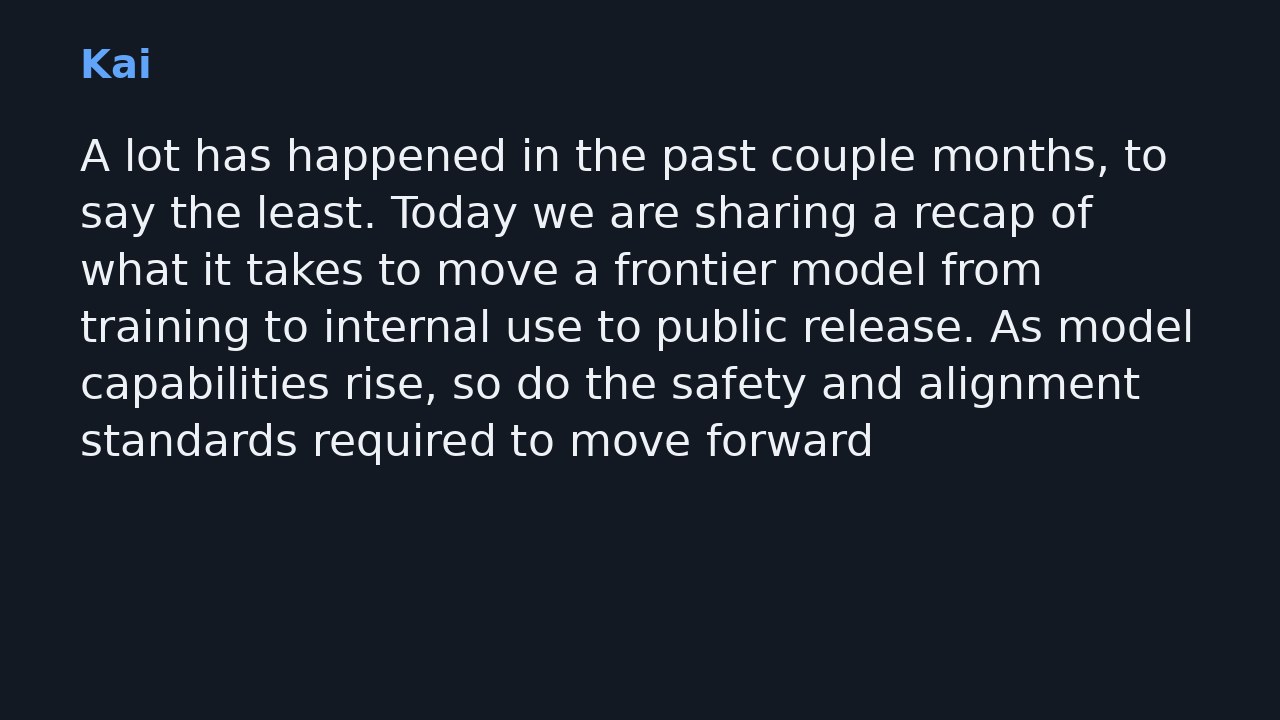 Kai
A lot has happened in the past couple months, to
say the least. Today we are sharing a recap of
what it takes to move a frontier model from
training to internal use to public release. As model
capabilities rise, so do the safety and alignment
standards required to move forward